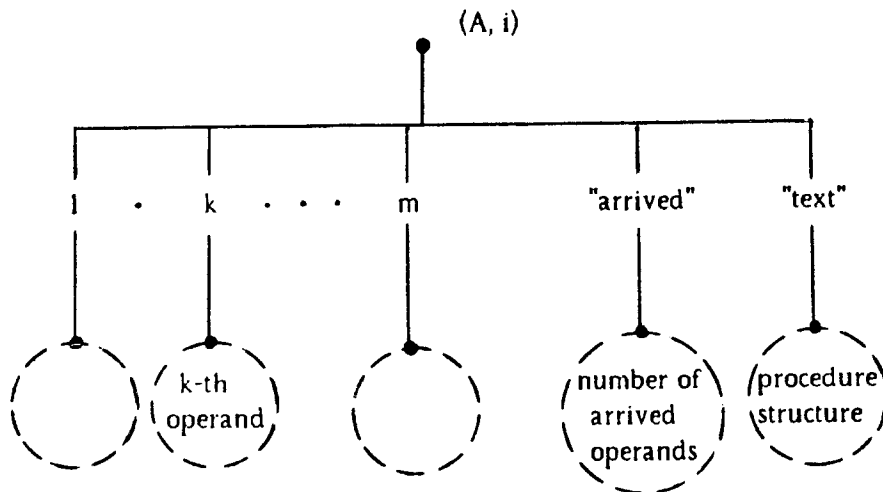 (A, i)
1 . k . . . m "arrived" "text"
k-th
operand
number of
arrived
operands
procedure
structure